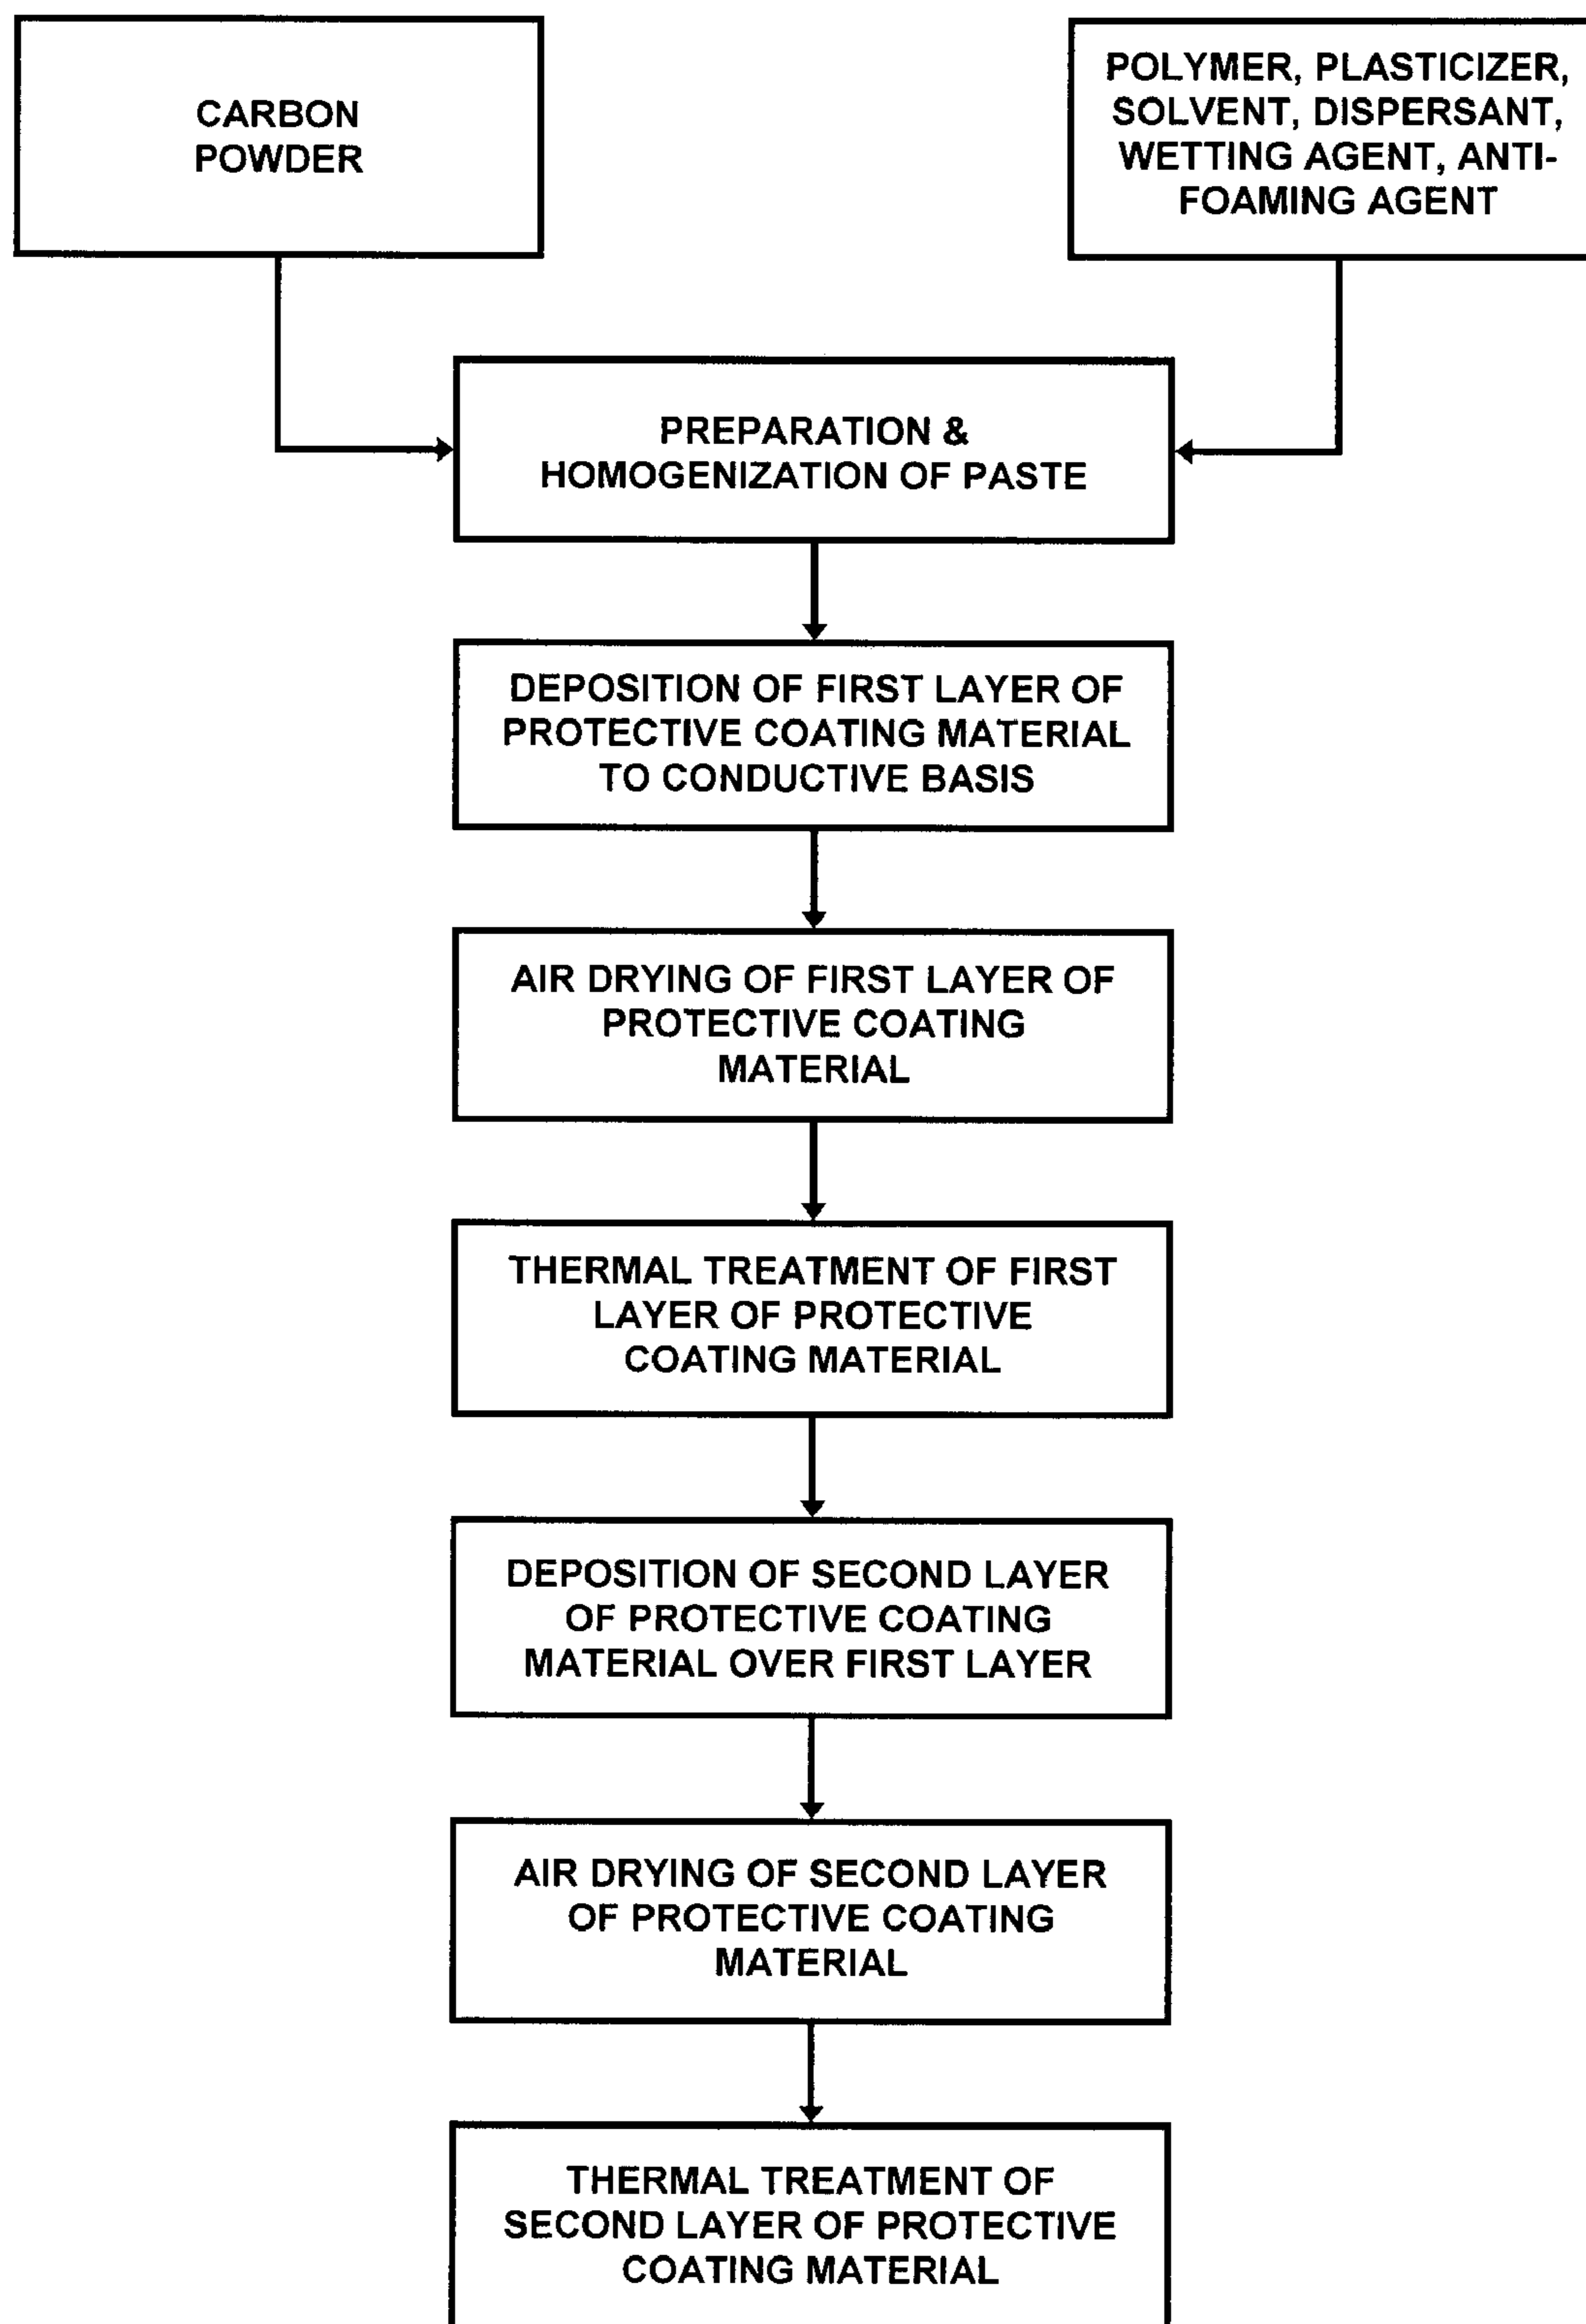 CARBON
POWDER
POLYMER, PLASTICIZER,
SOLVENT, DISPERSANT,
WETTING AGENT, ANTI-
FOAMING AGENT
PREPARATION &
HOMOGENIZATION OF PASTE
DEPOSITION OF FIRST LAYER OF
PROTECTIVE COATING MATERIAL
TO CONDUCTIVE BASIS
AIR DRYING OF FIRST LAYER OF
PROTECTIVE COATING
MATERIAL
THERMAL TREATMENT OF FIRST
LAYER OF PROTECTIVE
COATING MATERIAL
DEPOSITION OF SECOND LAYER
OF PROTECTIVE COATING
MATERIAL OVER FIRST LAYER
AIR DRYING OF SECOND LAYER
OF PROTECTIVE COATING
MATERIAL
THERMAL TREATMENT OF
SECOND LAYER OF PROTECTIVE
COATING MATERIAL